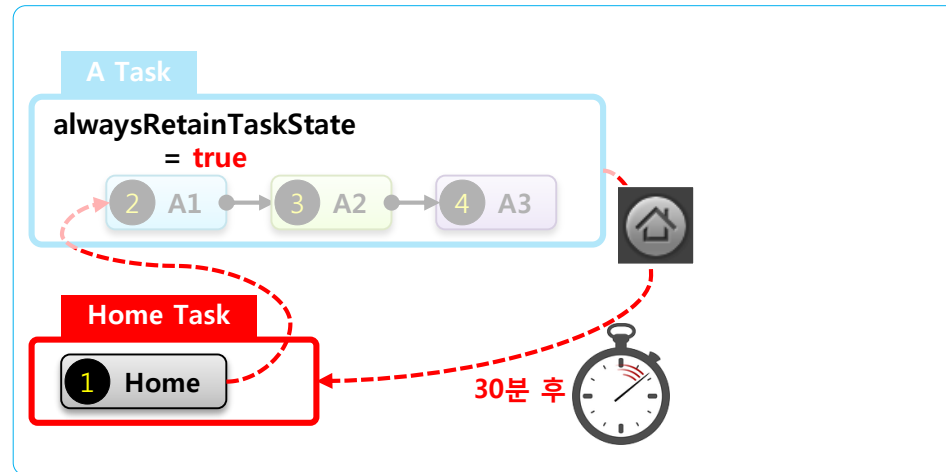 A Task
alwaysRetainTaskState
= true
2 A1
3 A2
4 A3
Home Task
1 Home
30분 후